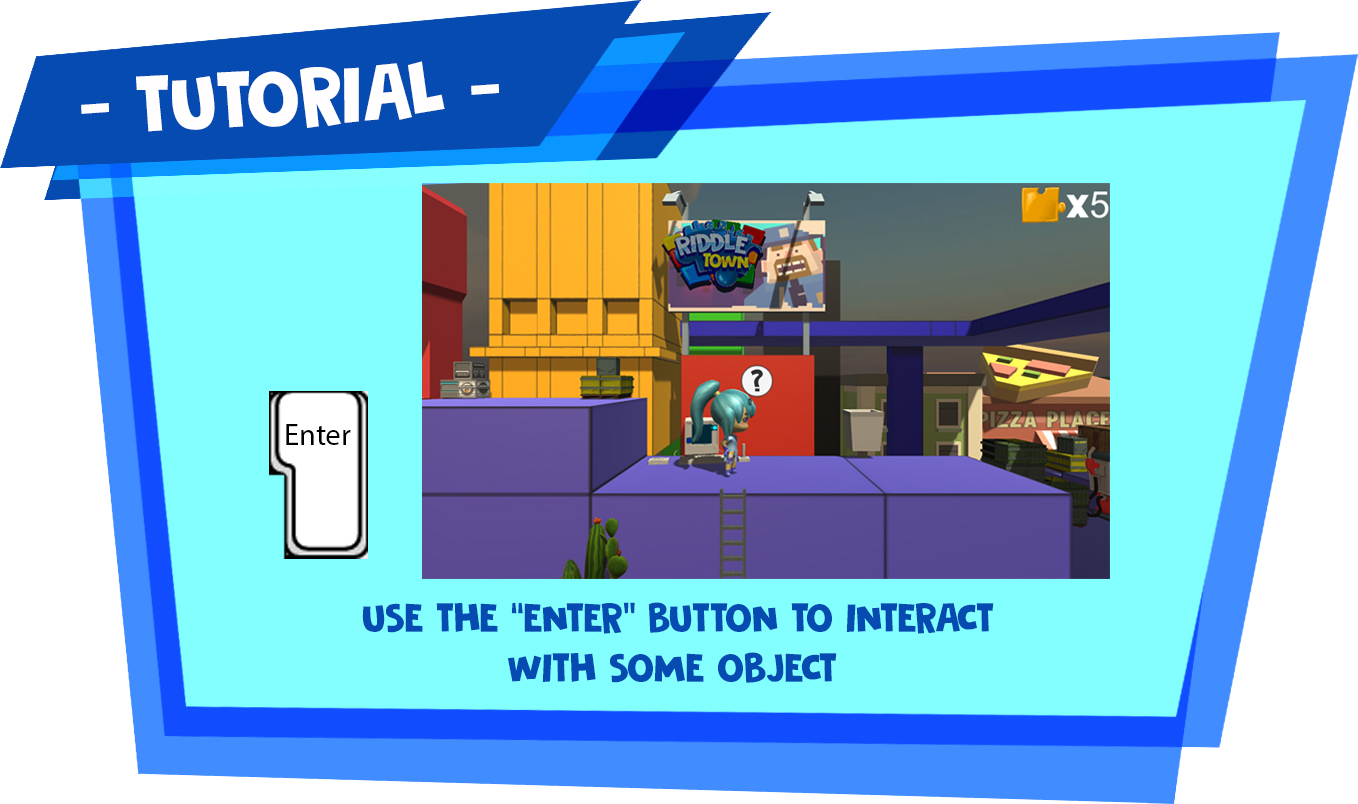 - TUTORIAL -
x5
RIDDLE
TOWN
?
PIZZA PLACE
Enter
USE THE "ENTER" BUTTON TO INTERACT
WITH SOME OBJECT